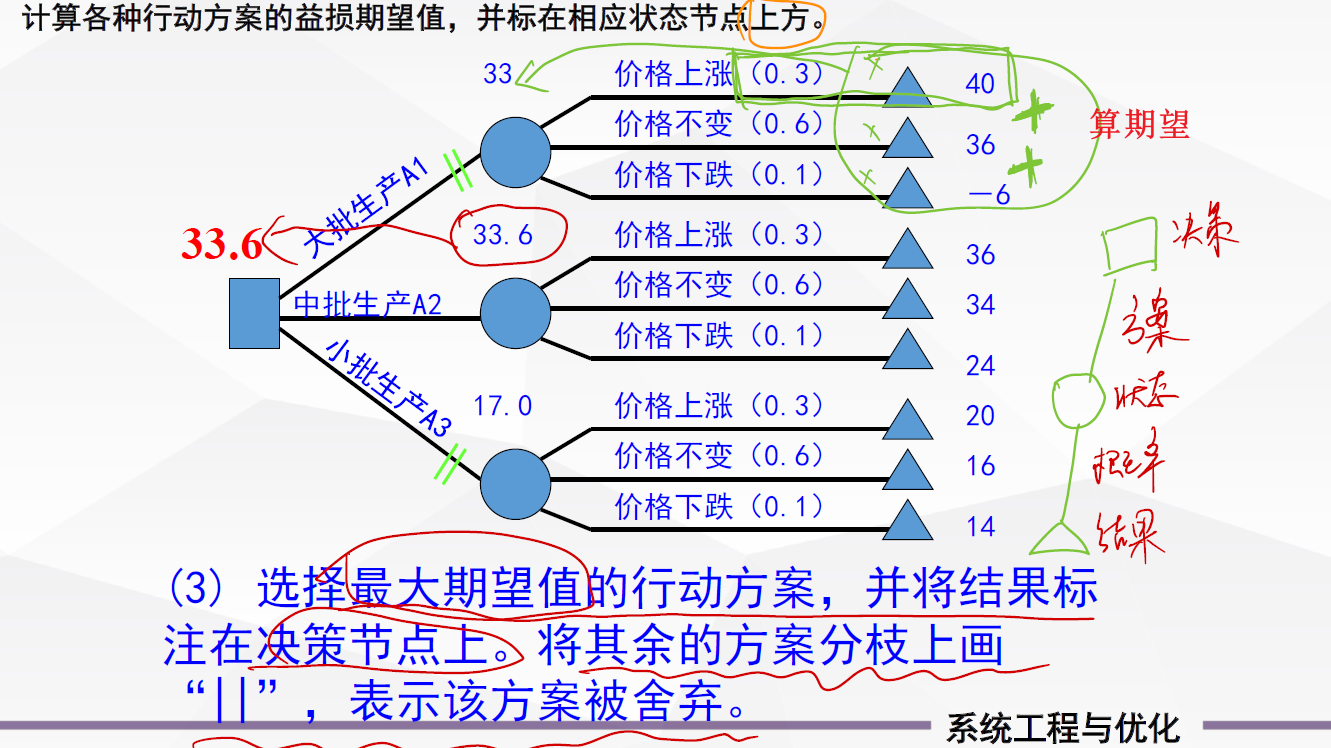 计算各种行动方案的益损期望值，并标在相应状态节点上方。
33
价格上涨（0.3）
40
价格不变（0.6）
36
算期望
价格下跌（0.1）
－6
大批生产A1
33.6
33.6
价格上涨（0.3）
36
决策
中批生产A2
价格不变（0.6）
34
方案
价格下跌（0.1）
24
小批生产A3
17.0
价格上涨（0.3）
20
状态
价格不变（0.6）
16
概率
价格下跌（0.1）
14
结果
(3) 选择最大期望值的行动方案，并将结果标
注在决策节点上。将其余的方案分枝上画
“||”，表示该方案被舍弃。
系统工程与优化